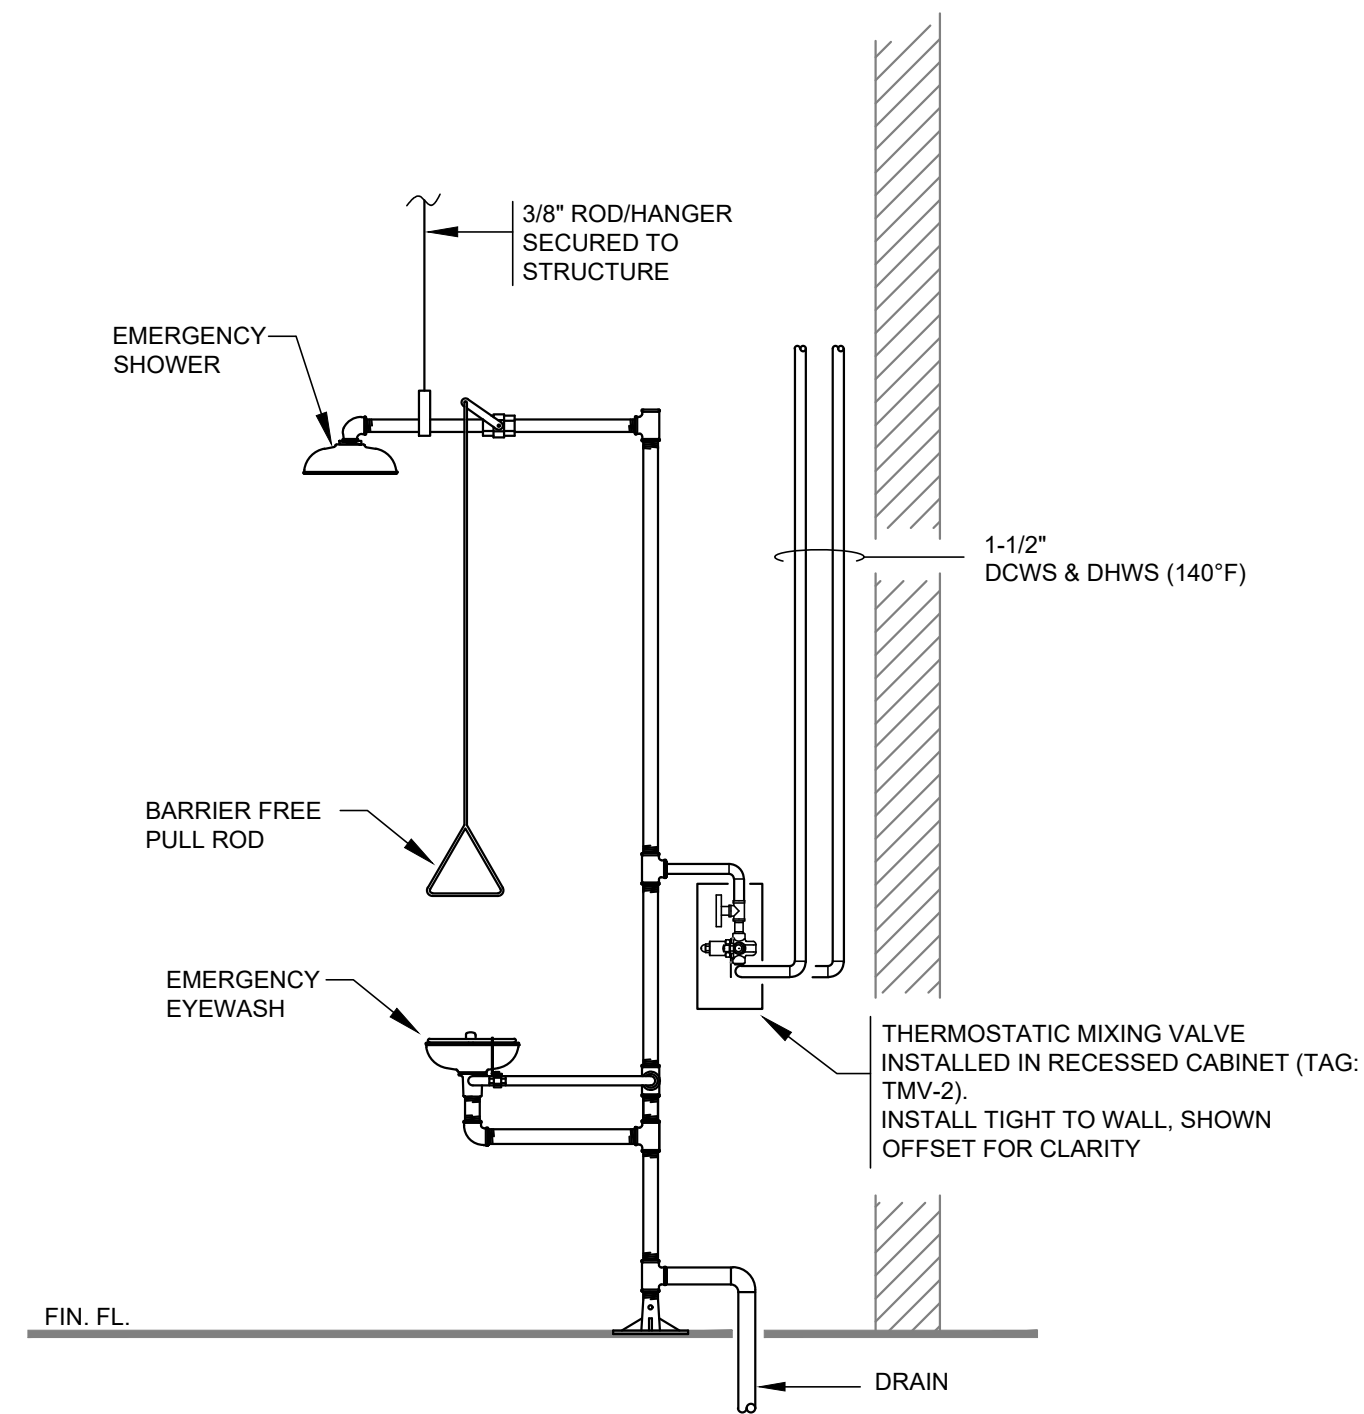 3/8" ROD/HANGER
SECURED TO
STRUCTURE
EMERGENCY
SHOWER
1-1/2"
DCWS & DHWS (140°F)
BARRIER FREE
PULL ROD
EMERGENCY
EYEWASH
THERMOSTATIC MIXING VALVE
INSTALLED IN RECESSED CABINET (TAG:
TMV-2).
INSTALL TIGHT TO WALL, SHOWN
OFFSET FOR CLARITY
FIN. FL.
DRAIN